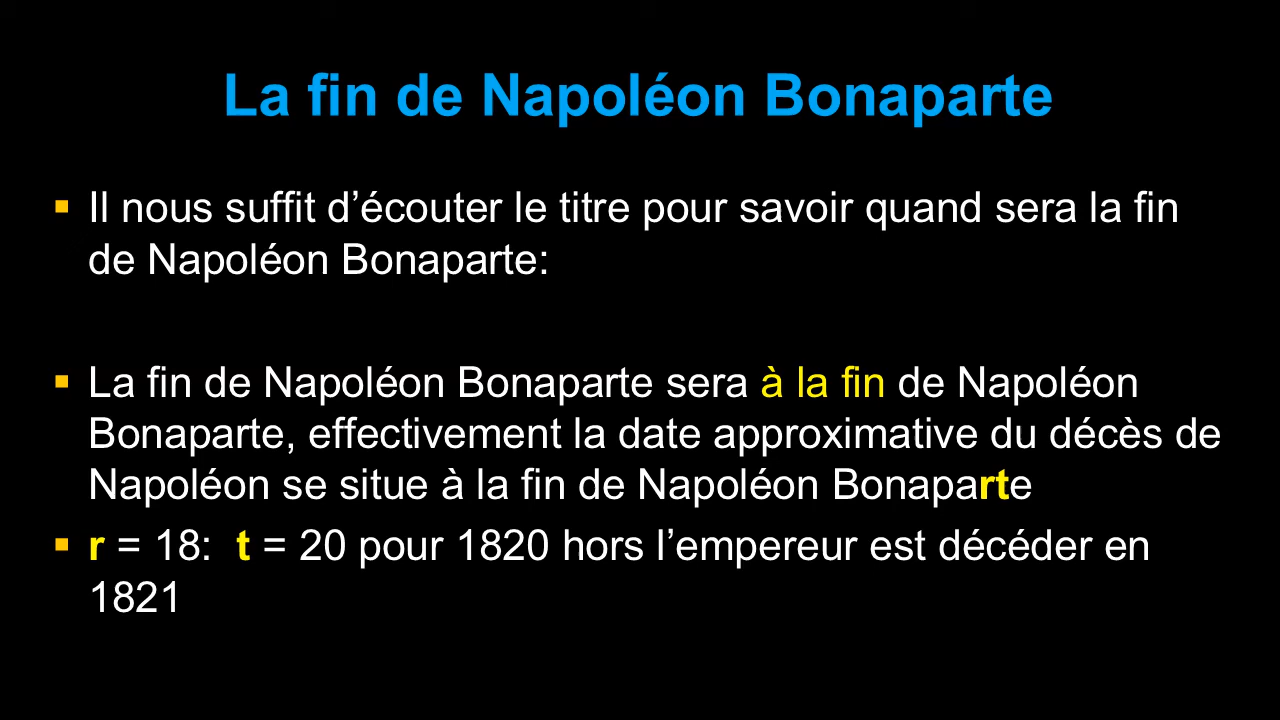 La fin de Napoléon Bonaparte
▪ Il nous suffit d’écouter le titre pour savoir quand sera la fin
de Napoléon Bonaparte:
▪ La fin de Napoléon Bonaparte sera à la fin de Napoléon
Bonaparte, effectivement la date approximative du décès de
Napoléon se situe à la fin de Napoléon Bonaparte
▪ r = 18: t = 20 pour 1820 hors l’empereur est décéder en
1821